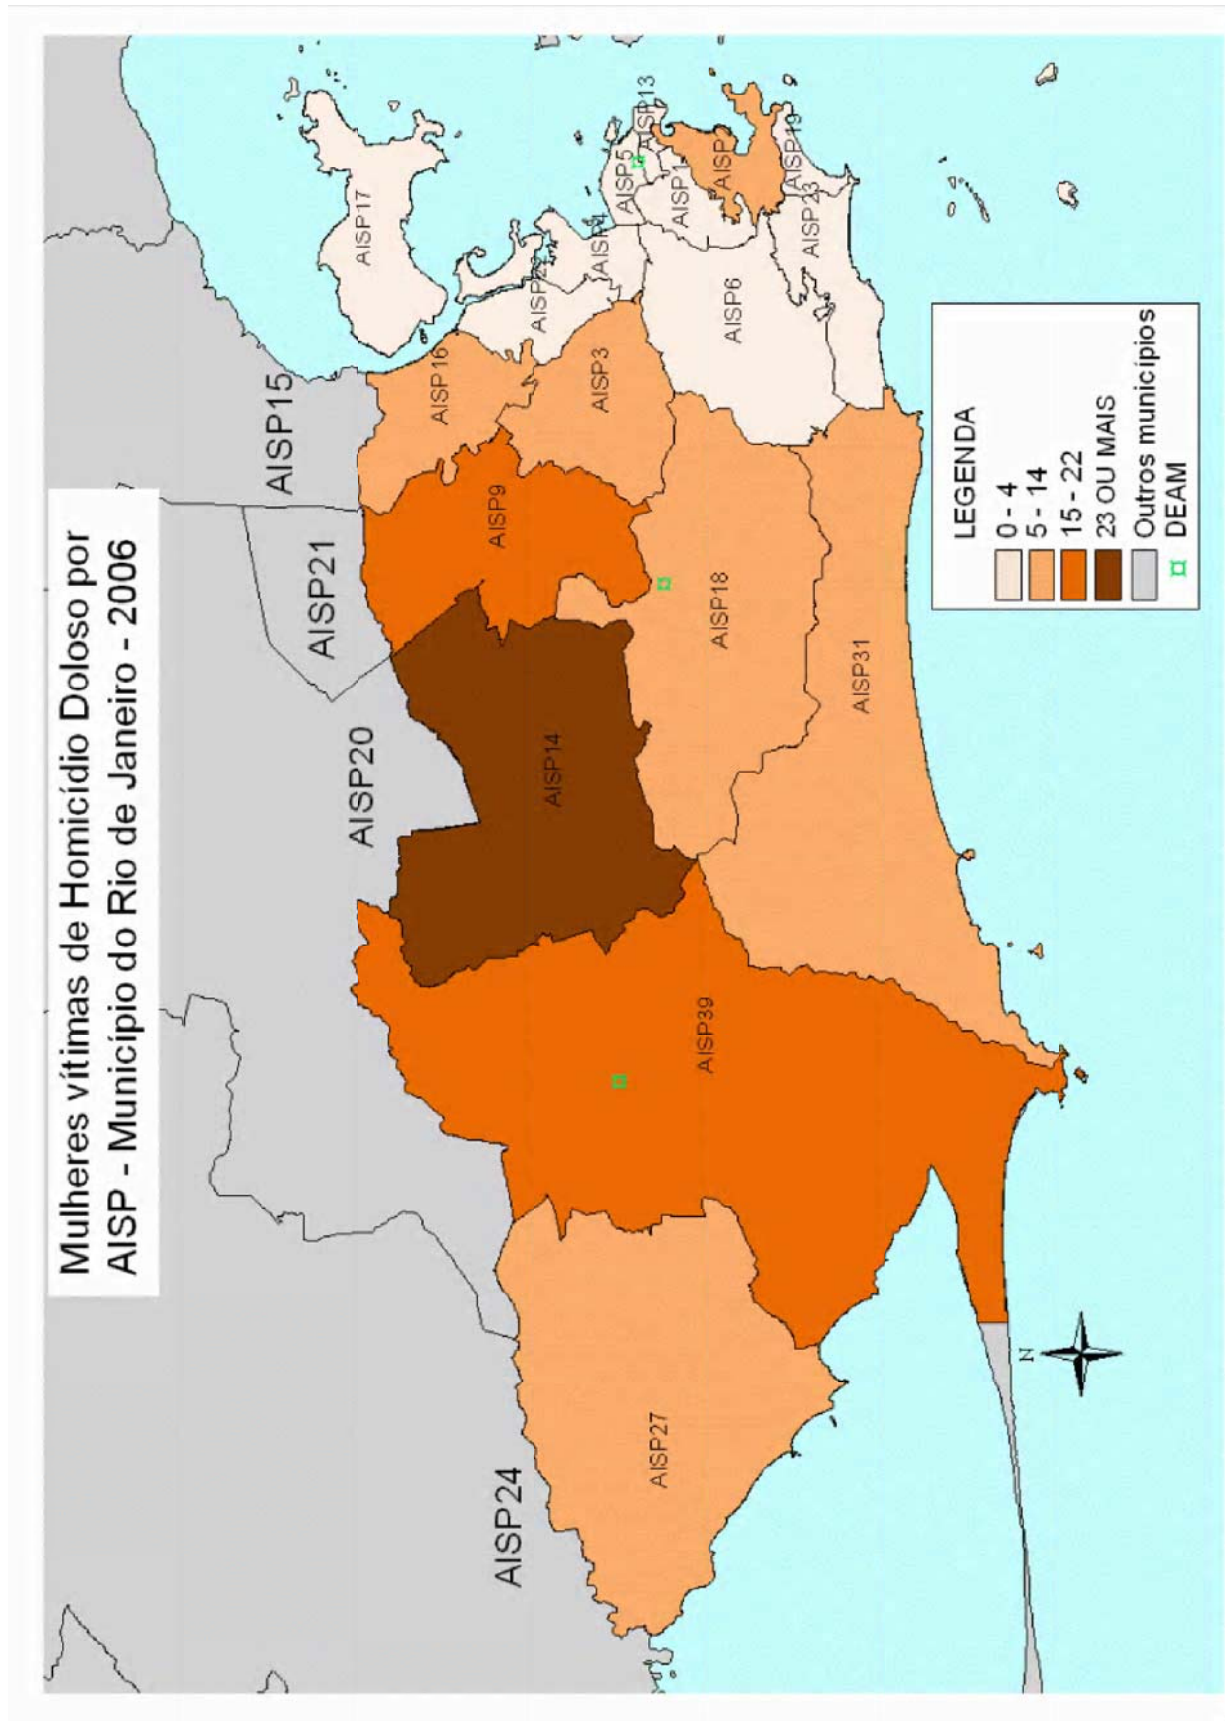 Mulheres vítimas de Homicídio Doloso por
AISP - Município do Rio de Janeiro - 2006
AISP15
AISP21
AISP20
AISP24
AISP17
AISP16
AISP9
AISP14
AISP3
AISP5
AISP13
AISP1
AISP19
AISP23
AISP6
AISP18
AISP31
AISP39
AISP27
LEGENDA
0 - 4
5 - 14
15 - 22
23 OU MAIS
Outros municípios
DEAM
N